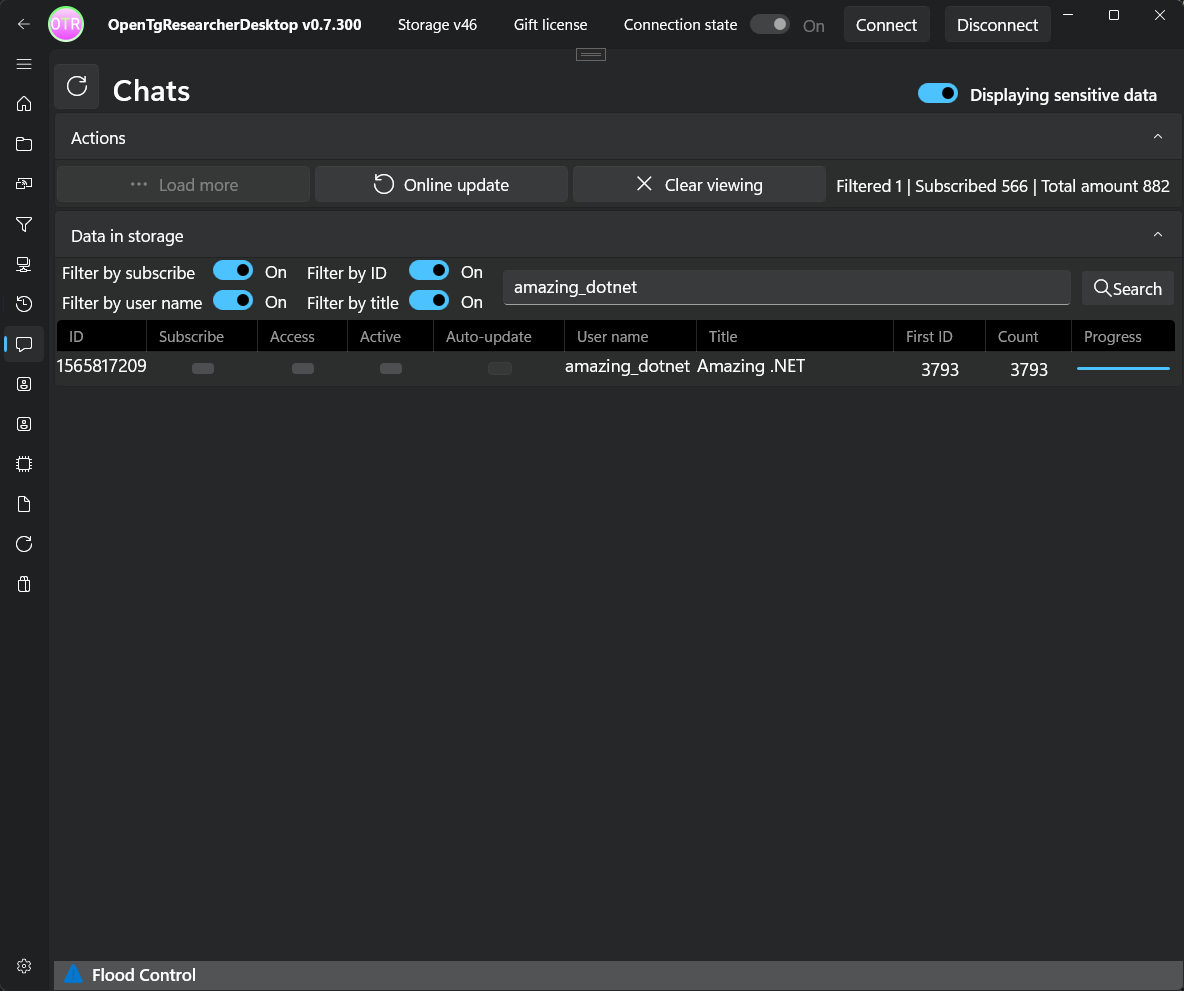 OTR OpenTgResearcherDesktop v0.7.300 Storage v46 Gift license Connection state On Connect Disconnect
Chats
Displaying sensitive data
Actions
Load more Online update Clear viewing Filtered 1 | Subscribed 566 | Total amount 882
Data in storage
Filter by subscribe On Filter by ID On
amazing_dotnet Search
Filter by user name On Filter by title On
ID Subscribe Access Active Auto-update User name Title First ID Count Progress
1565817209 amazing_dotnet Amazing .NET 3793 3793
Flood Control